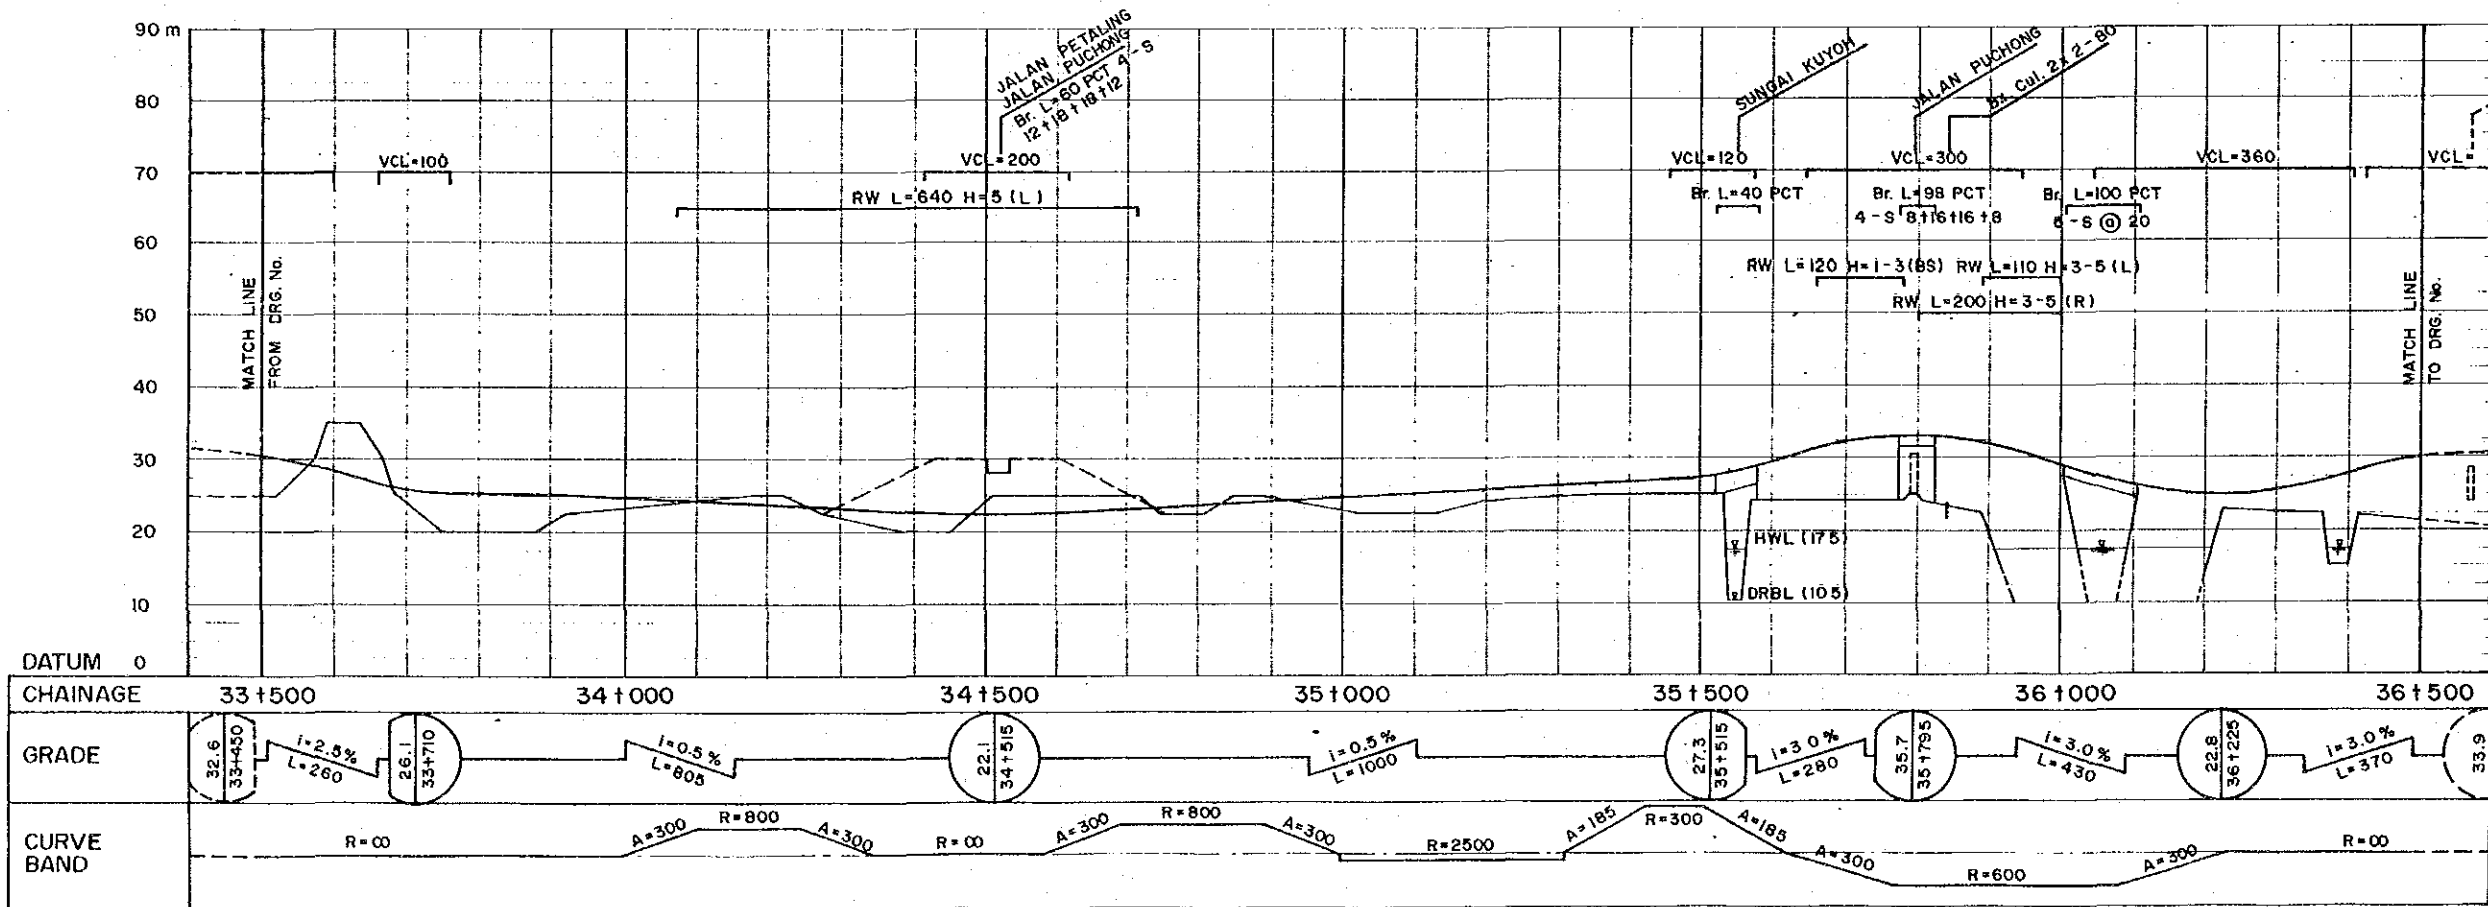 90 m
80
70
60
50
40
30
20
10
DATUM 0
MATCH LINE
FROM DRG. No.
VCL=100
JALAN PETALING
JALAN PUCHONG
Br. L=60 PCT 4-S
12+18+18+12
VCL=200
RW L=640 H=5 (L)
SUNGAI KUYOH
JALAN PUCHONG
Bx. Cul. 2x 2-80
VCL=120
VCL=300
VCL=360
VCL=
Br. L=40 PCT
Br. L=98 PCT
4-S 8+16+16+8
Br. L=100 PCT
5-S @ 20
RW L=120 H=1-3(BS)
RW L=110 H=3-5(L)
RW L=200 H=3-5 (R)
MATCH LINE
TO DRG. No.
HWL (17.5)
DRBL (10.5)
CHAINAGE 33+500 34+000 34+500 35+000 35+500 36+000 36+500
GRADE
32.6
33+450
i=2.5%
L=260
26.1
33+710
i=0.5%
L=805
22.1
34+515
i=0.5%
L=1000
27.3
35+515
i=3.0%
L=280
35.7
35+795
i=3.0%
L=430
22.8
36+225
i=3.0%
L=370
33.9
CURVE
BAND
R=∞ A=300 R=800 A=300 R=∞ A=300 R=800 A=300 R=2500 A=185 R=300 A=185 A=300 R=600 A=300 R=∞